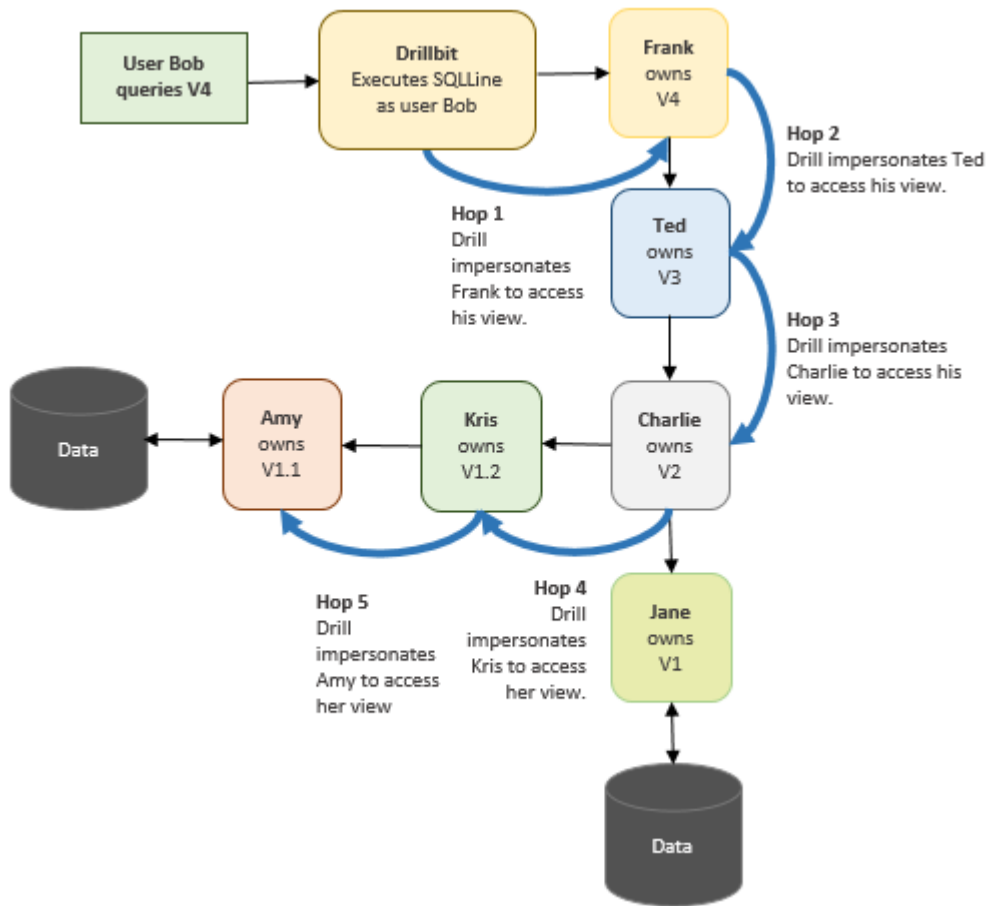 User Bob
queries V4
Drillbit
Executes SQLLine
as user Bob
Frank
owns
V4
Hop 2
Drill impersonates Ted
to access his view.
Hop 1
Drill
impersonates
Frank to access
his view.
Ted
owns
V3
Hop 3
Drill impersonates
Charlie to access his
view.
Data
Amy
owns
V1.1
Kris
owns
V1.2
Charlie
owns
V2
Hop 5
Drill
impersonates
Amy to access
her view
Hop 4
Drill
impersonates
Kris to access
her view.
Jane
owns
V1
Data